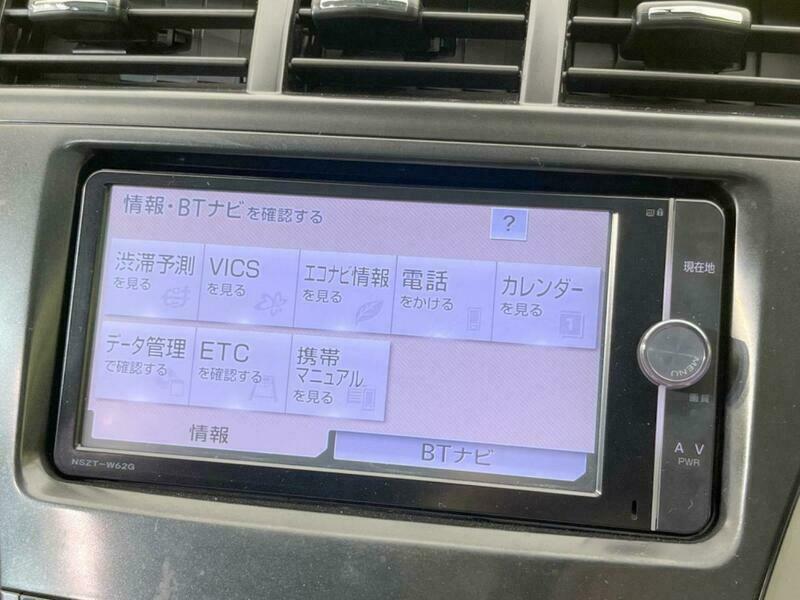 情報・BTナビを確認する
?
渋滞予測
を見る
VICS
を見る
エコナビ情報
を見る
電話
をかける
カレンダー
を見る
1
データ管理
で確認する
ETC
を確認する
携帯
マニュアル
を見る
情報
BTナビ
NSZT-W62G
現在地
MENU
画質
AV
PWR